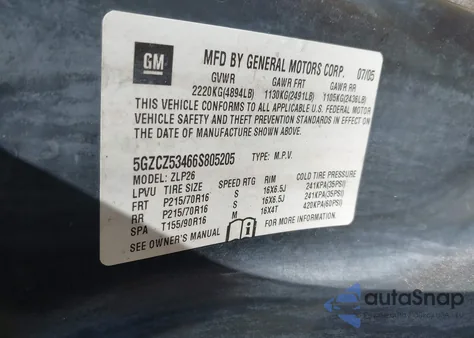 GM
MFD BY GENERAL MOTORS CORP. 07/05
GVWR GAWR FRT GAWR RR
2220KG(4894LB) 1130KG(2491LB) 1105KG(2436LB)
THIS VEHICLE CONFORMS TO ALL APPLICABLE U.S. FEDERAL MOTOR
VEHICLE SAFETY AND THEFT PREVENTION STANDARDS
IN EFFECT ON THE DATE OF MANUFACTURE
SHOWN ABOVE.
5GZCZ53466S805205 TYPE: M.P.V.
MODEL: ZLP26
LPVU TIRE SIZE SPEED RTG RIM COLD TIRE PRESSURE
FRT P215/70R16 S 16X6.5J 241KPA(35PSI)
RR P215/70R16 S 16X6.5J 241KPA(35PSI)
SPA T155/90R16 M 16X4T 420KPA(60PSI)
SEE OWNER'S MANUAL
autoSnap